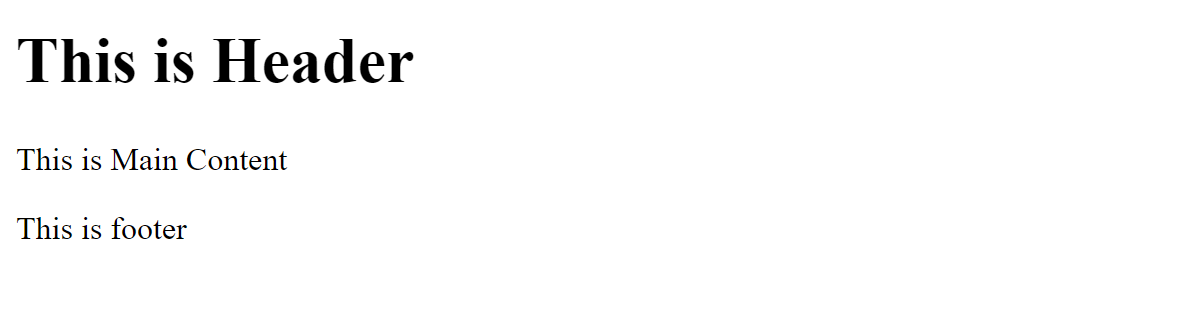 This is Header
This is Main Content
This is footer